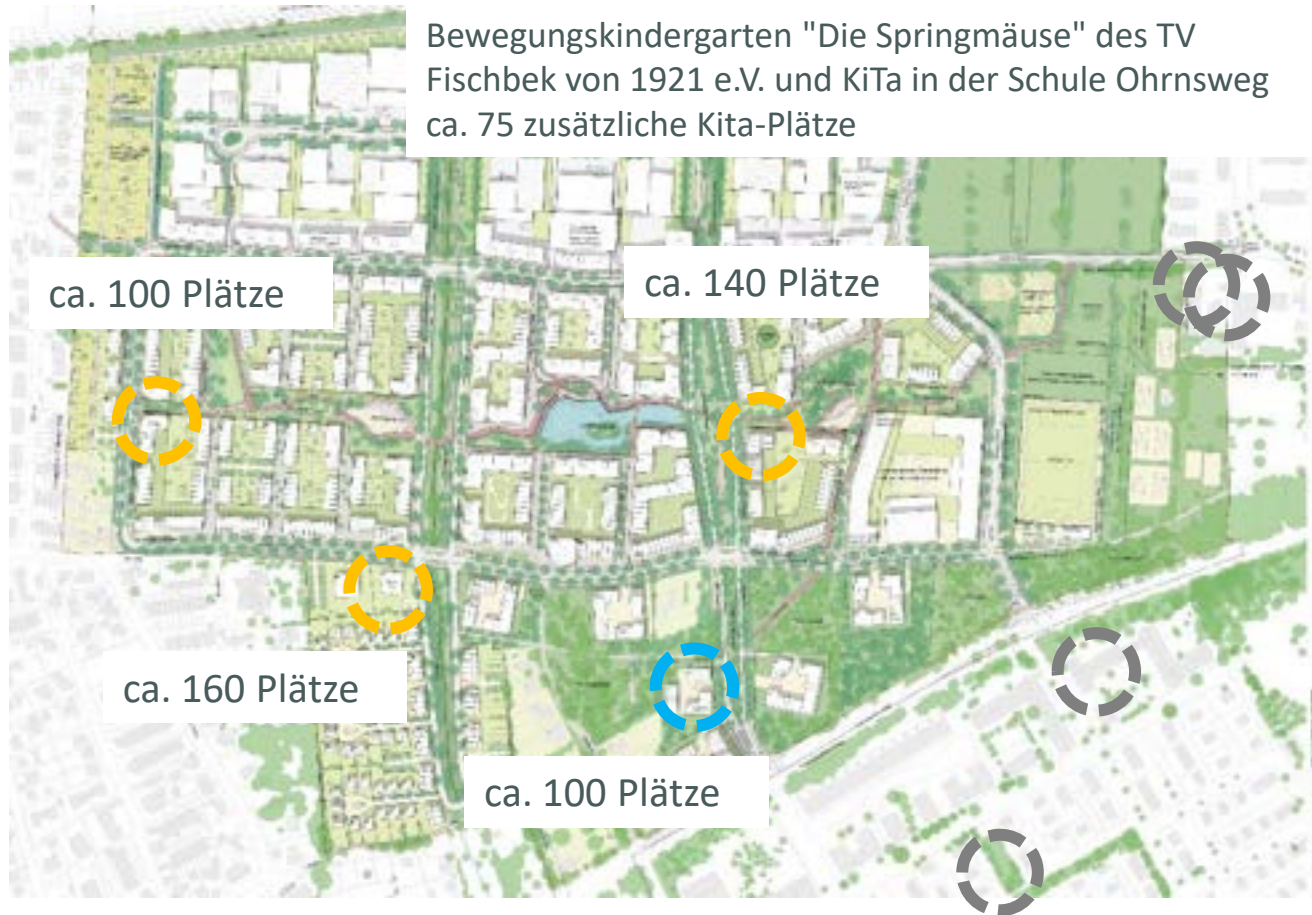 Bewegungskindergarten "Die Springmäuse" des TV
Fischbek von 1921 e.V. und KiTa in der Schule Ohrnsweg
ca. 75 zusätzliche Kita-Plätze
ca. 100 Plätze
ca. 140 Plätze
ca. 160 Plätze
ca. 100 Plätze